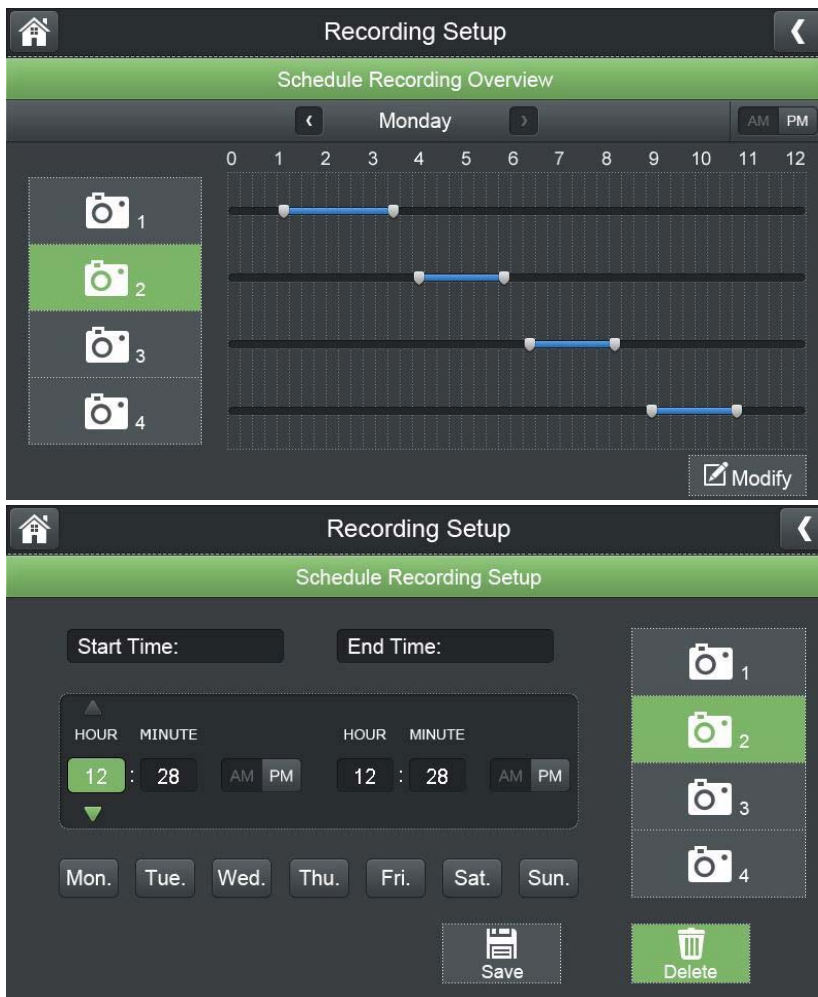 Recording Setup
Schedule Recording Overview
Monday AM PM
0 1 2 3 4 5 6 7 8 9 10 11 12
1
2
3
4
Modify
Recording Setup
Schedule Recording Setup
Start Time: End Time:
1
HOUR MINUTE HOUR MINUTE
2
12 : 28 AM PM 12 : 28 AM PM
3
Mon. Tue. Wed. Thu. Fri. Sat. Sun.
4
Save Delete